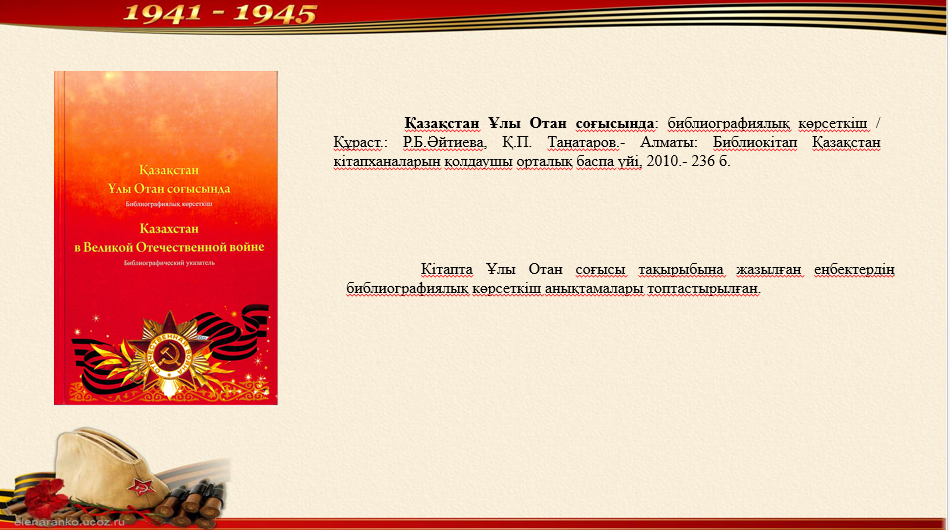 1941 - 1945
Қазақстан
Ұлы Отан соғысында
Библиографиялық көрсеткіш
Казахстан
в Великой Отечественной войне
Библиографический указатель
ОТЕЧЕСТВЕННАЯ ВОЙНА
Қазақстан Ұлы Отан соғысында: библиографиялық көрсеткіш /
Құраст.: Р.Б.Әйтиева, Қ.П. Таңатаров.- Алматы: Библиокітап Қазақстан
кітапханаларын қолдаушы орталық баспа үйі, 2010.- 236 б.
Кітапта Ұлы Отан соғысы тақырыбына жазылған еңбектердің
библиографиялық көрсеткіш анықтамалары топтастырылған.
elenaranko.ucoz.ru